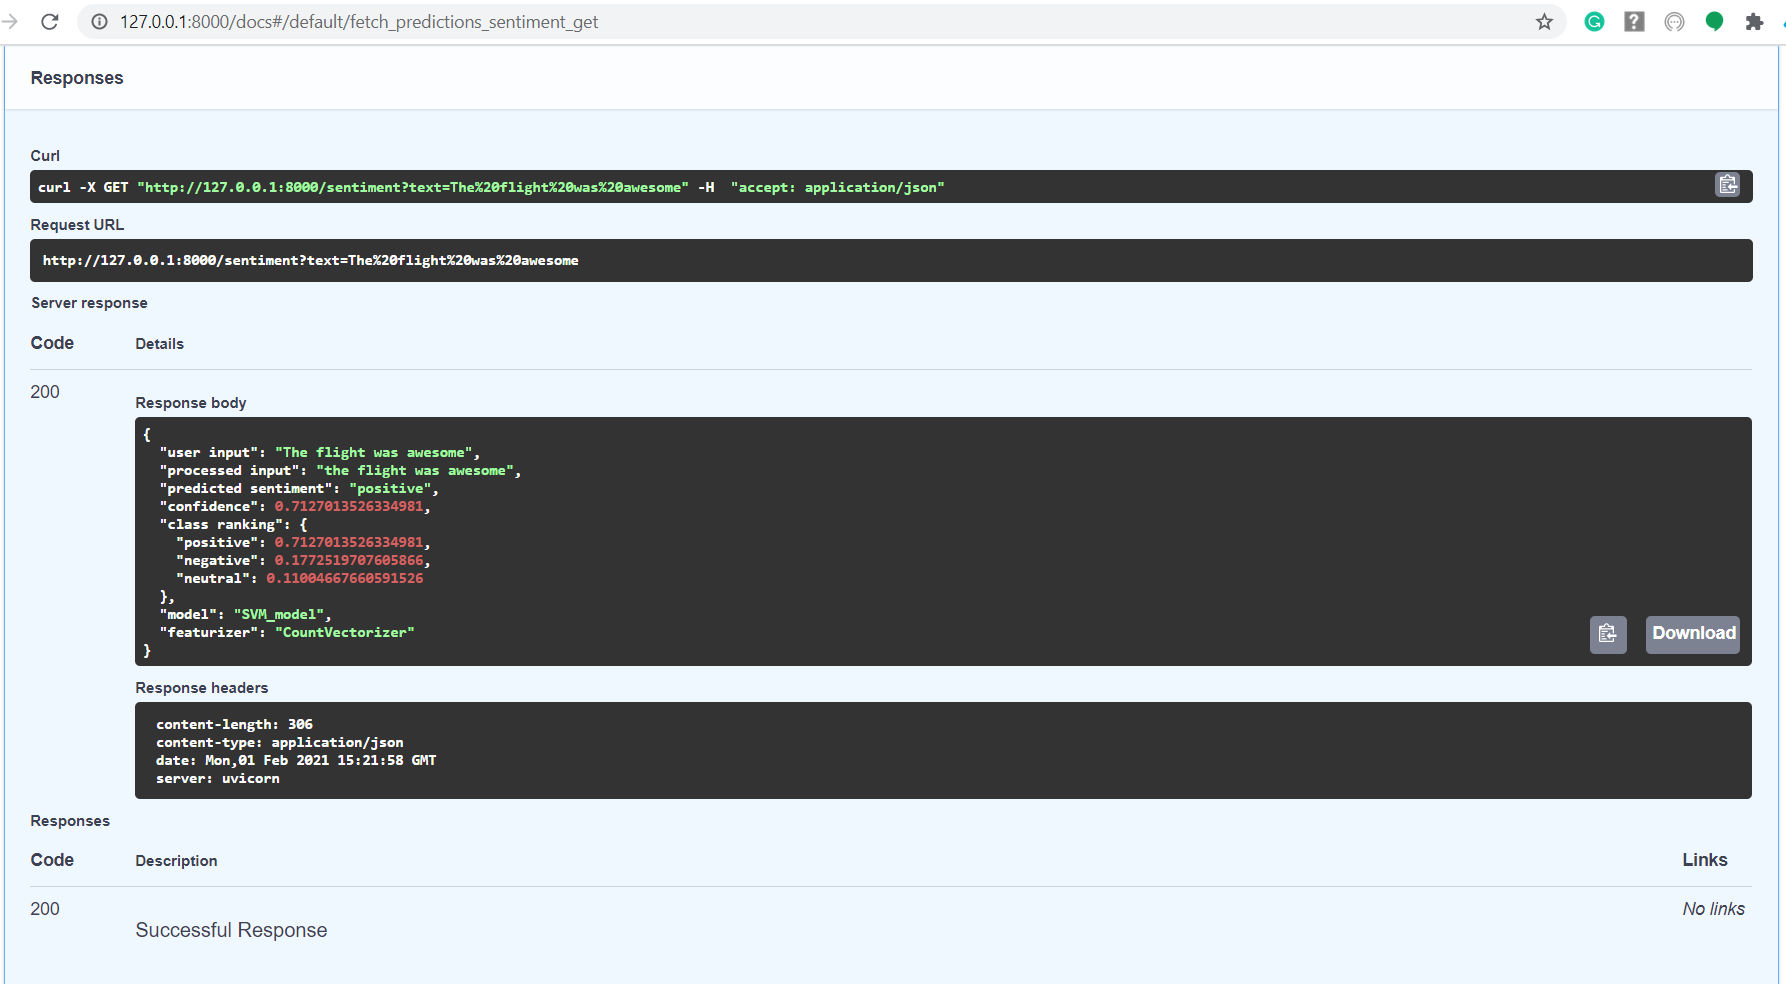 127.0.0.1:8000/docs#/default/fetch_predictions_sentiment_get
Responses
Curl
curl -X GET "http://127.0.0.1:8000/sentiment?text=The%20flight%20was%20awesome" -H  "accept: application/json"
Request URL
http://127.0.0.1:8000/sentiment?text=The%20flight%20was%20awesome
Server response
Code Details
200
Response body
{
  "user input": "The flight was awesome",
  "processed input": "the flight was awesome",
  "predicted sentiment": "positive",
  "confidence": 0.7127013526334981,
  "class ranking": {
    "positive": 0.7127013526334981,
    "negative": 0.1772519707605866,
    "neutral": 0.11004667660591526
  },
  "model": "SVM_model",
  "featurizer": "CountVectorizer"
}
Download
Response headers
content-length: 306
content-type: application/json
date: Mon,01 Feb 2021 15:21:58 GMT
server: uvicorn
Responses
Code Description Links
200 No links
Successful Response